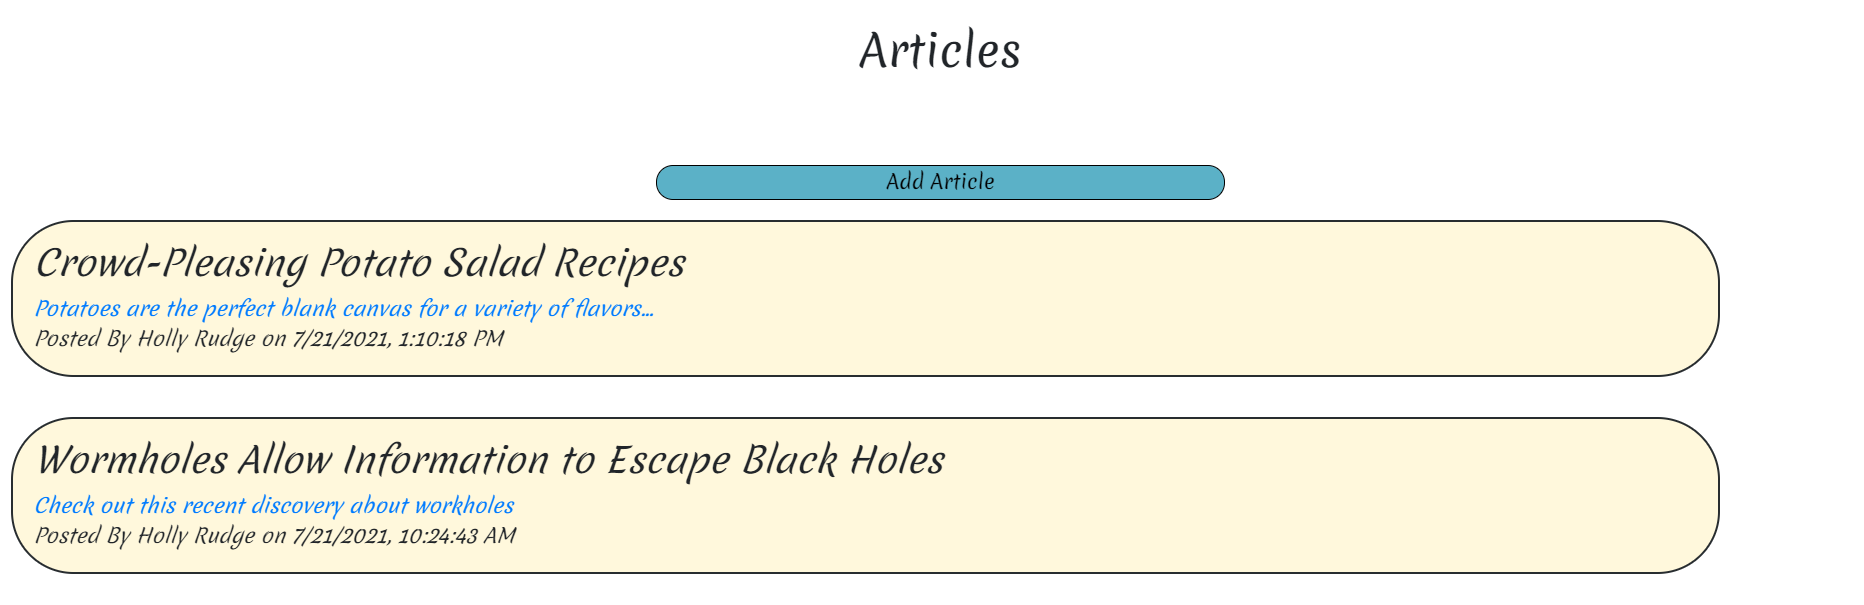 Articles
Add Article
Crowd-Pleasing Potato Salad Recipes
Potatoes are the perfect blank canvas for a variety of flavors...
Posted By Holly Rudge on 7/21/2021, 1:10:18 PM
Wormholes Allow Information to Escape Black Holes
Check out this recent discovery about workholes
Posted By Holly Rudge on 7/21/2021, 10:24:43 AM